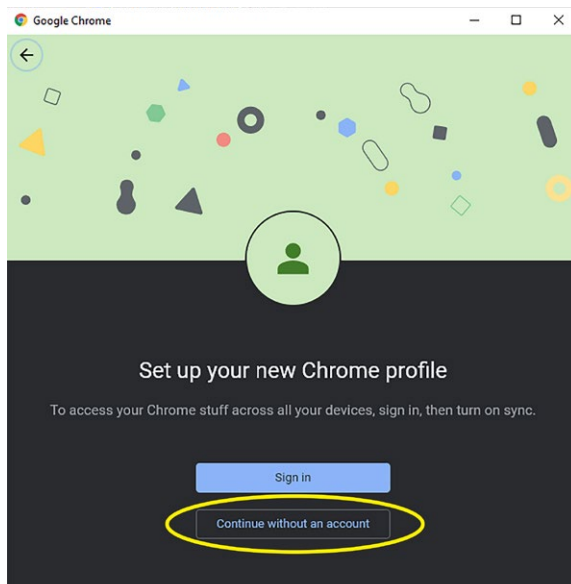 Google Chrome
Set up your new Chrome profile
To access your Chrome stuff across all your devices, sign in, then turn on sync.
Sign in
Continue without an account